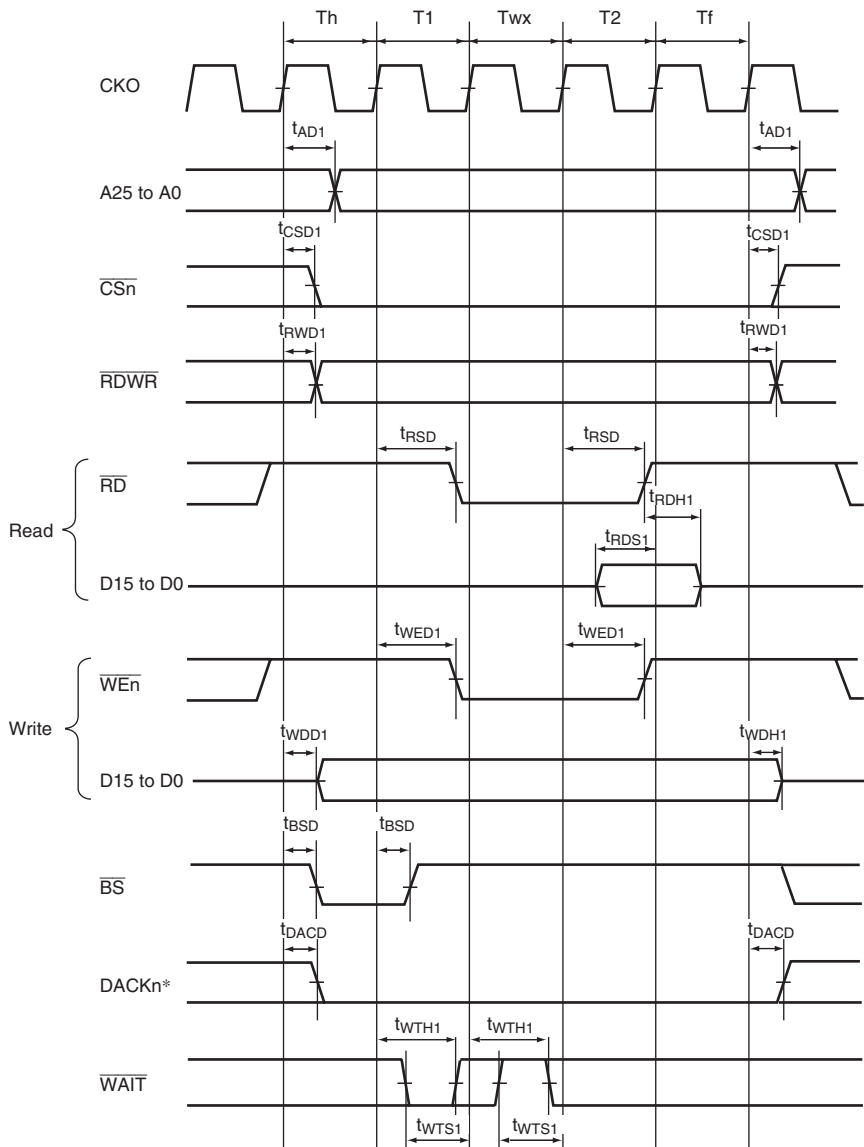 Th T1 Twx T2 Tf
CKO
tAD1 tAD1
A25 to A0
tCSD1 tCSD1
CSn
tRWD1 tRWD1
RDWR
tRSD tRSD
RD
tRDH1
Read
tRDS1
D15 to D0
tWED1 tWED1
WEn
Write
tWDD1 tWDH1
D15 to D0
tBSD tBSD
BS
tDACD tDACD
DACKn*
tWTH1 tWTH1
WAIT
tWTS1 tWTS1